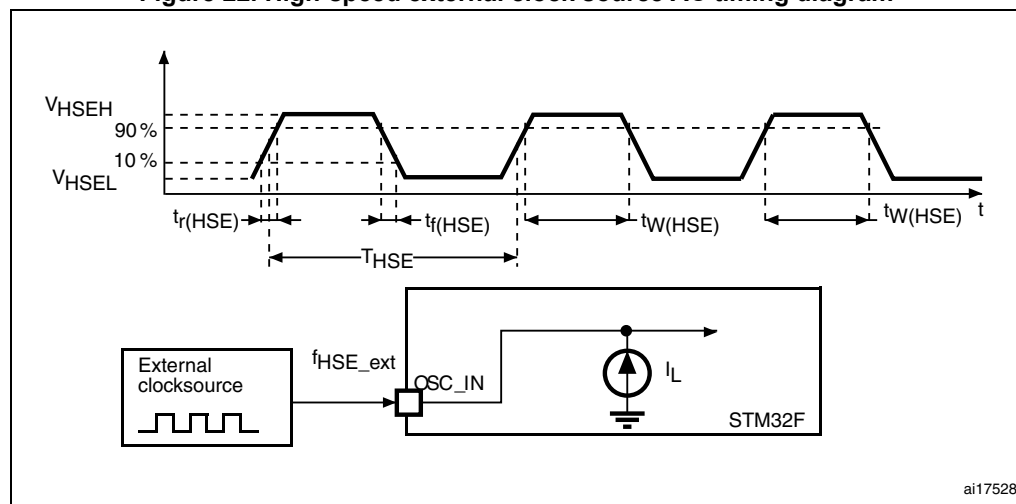 Figure 22. High-speed external clock source AC timing diagram
VHSEH
90 %
10 %
VHSEL
tr(HSE)
tf(HSE)
tW(HSE)
tW(HSE)
t
THSE
External
clocksource
fHSE_ext
OSC_IN
IL
STM32F
ai17528